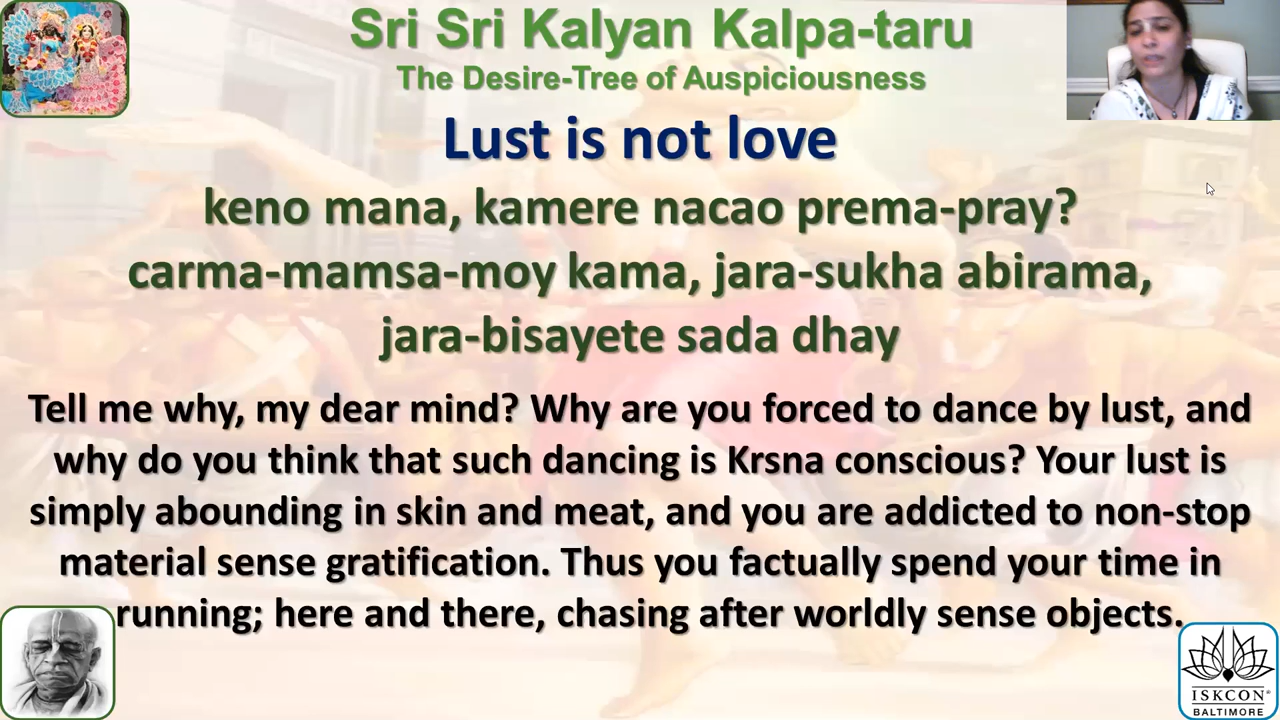 Sri Sri Kalyan Kalpa-taru
The Desire-Tree of Auspiciousness
Lust is not love
keno mana, kamere nacao prema-pray?
carma-mamsa-moy kama, jara-sukha abirama,
jara-bisayete sada dhay
Tell me why, my dear mind? Why are you forced to dance by lust, and
why do you think that such dancing is Krsna conscious? Your lust is
simply abounding in skin and meat, and you are addicted to non-stop
material sense gratification. Thus you factually spend your time in
running; here and there, chasing after worldly sense objects.
ISKCON®
BALTIMORE